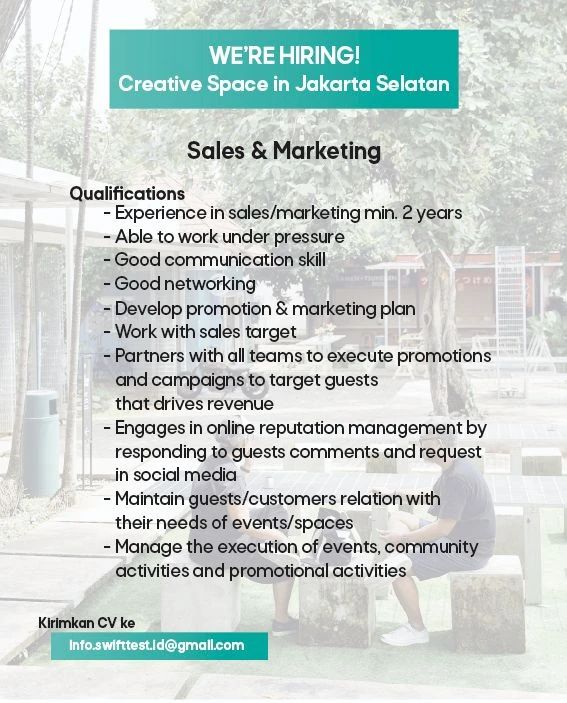 WE'RE HIRING!
Creative Space in Jakarta Selatan
Sales & Marketing
Qualifications
- Experience in sales/marketing min. 2 years
- Able to work under pressure
- Good communication skill
- Good networking
- Develop promotion & marketing plan
- Work with sales target
- Partners with all teams to execute promotions
and campaigns to target guests
that drives revenue
- Engages in online reputation management by
responding to guests comments and request
in social media
- Maintain guests/customers relation with
their needs of events/spaces
- Manage the execution of events, community
activities and promotional activities
Kirimkan CV ke
info.swifttest.id@gmail.com